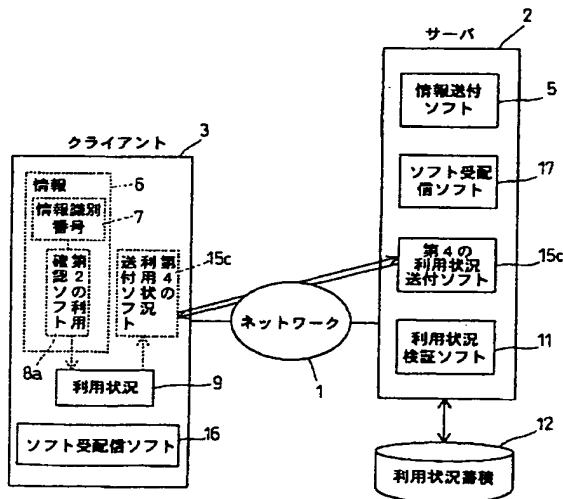 サーバ
2
情報送付
ソフト
5
ソフト受配
信ソフト
17
第4の
利用状況
送付ソフト
15c
利用状況
検証ソフト
11
12
利用状況蓄積
クライアント
3
情報
6
情報識別
番号
7
第2の利用
確認ソフト
8a
第4の
利用状況
送付ソフト
15c
利用状況
9
ソフト受配信ソフト
16
ネットワーク
1